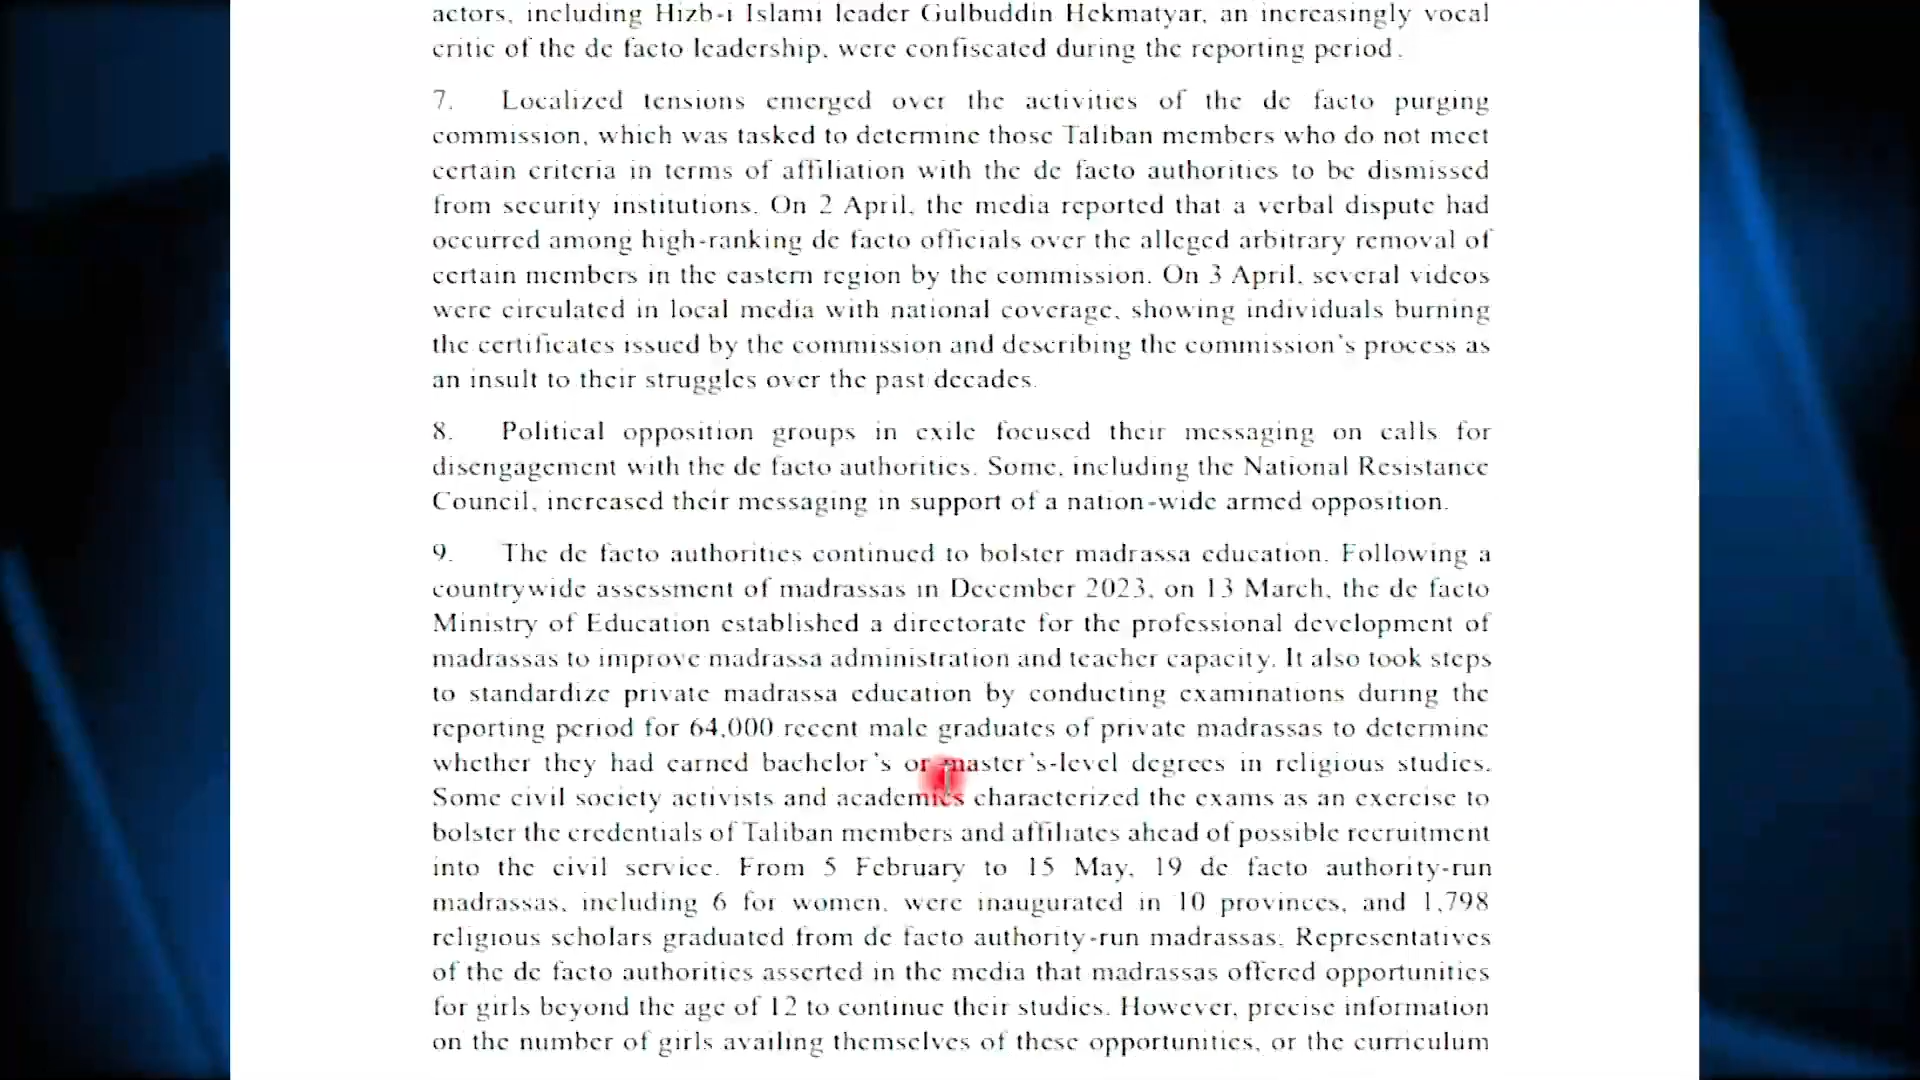 actors, including Hizb-i Islami leader Gulbuddin Hekmatyar, an increasingly vocal
critic of the de facto leadership, were confiscated during the reporting period.
7. Localized tensions emerged over the activities of the de facto purging
commission, which was tasked to determine those Taliban members who do not meet
certain criteria in terms of affiliation with the de facto authorities to be dismissed
from security institutions. On 2 April, the media reported that a verbal dispute had
occurred among high-ranking de facto officials over the alleged arbitrary removal of
certain members in the eastern region by the commission. On 3 April, several videos
were circulated in local media with national coverage, showing individuals burning
the certificates issued by the commission and describing the commission's process as
an insult to their struggles over the past decades.
8. Political opposition groups in exile focused their messaging on calls for
disengagement with the de facto authorities. Some, including the National Resistance
Council, increased their messaging in support of a nation-wide armed opposition.
9. The de facto authorities continued to bolster madrassa education. Following a
countrywide assessment of madrassas in December 2023, on 13 March, the de facto
Ministry of Education established a directorate for the professional development of
madrassas to improve madrassa administration and teacher capacity. It also took steps
to standardize private madrassa education by conducting examinations during the
reporting period for 64,000 recent male graduates of private madrassas to determine
whether they had earned bachelor's or master's-level degrees in religious studies.
Some civil society activists and academics characterized the exams as an exercise to
bolster the credentials of Taliban members and affiliates ahead of possible recruitment
into the civil service. From 5 February to 15 May, 19 de facto authority-run
madrassas, including 6 for women, were inaugurated in 10 provinces, and 1,798
religious scholars graduated from de facto authority-run madrassas. Representatives
of the de facto authorities asserted in the media that madrassas offered opportunities
for girls beyond the age of 12 to continue their studies. However, precise information
on the number of girls availing themselves of these opportunities, or the curriculum